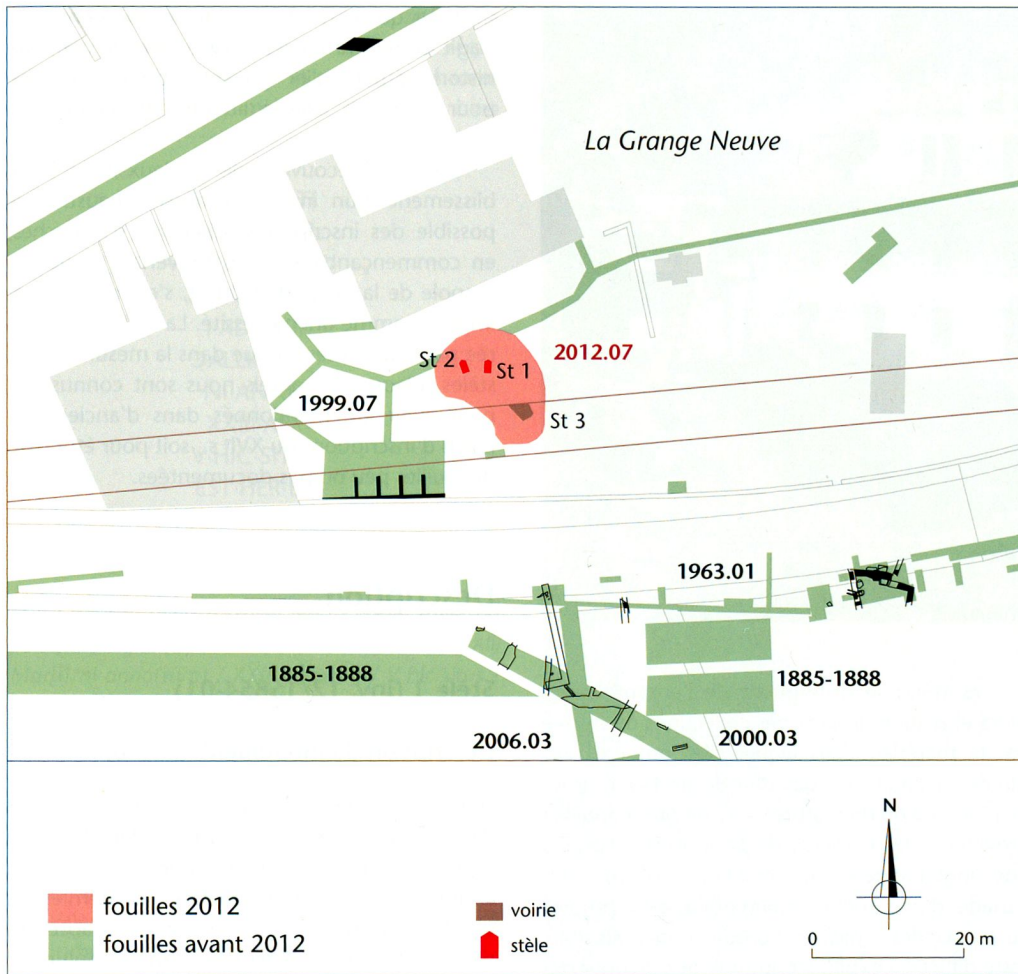 La Grange Neuve
2012.07
St 2
St 1
1999.07
St 3
1963.01
1885-1888
1885-1888
2006.03
2000.03
N
fouilles 2012
voirie
fouilles avant 2012
stèle
0
20 m